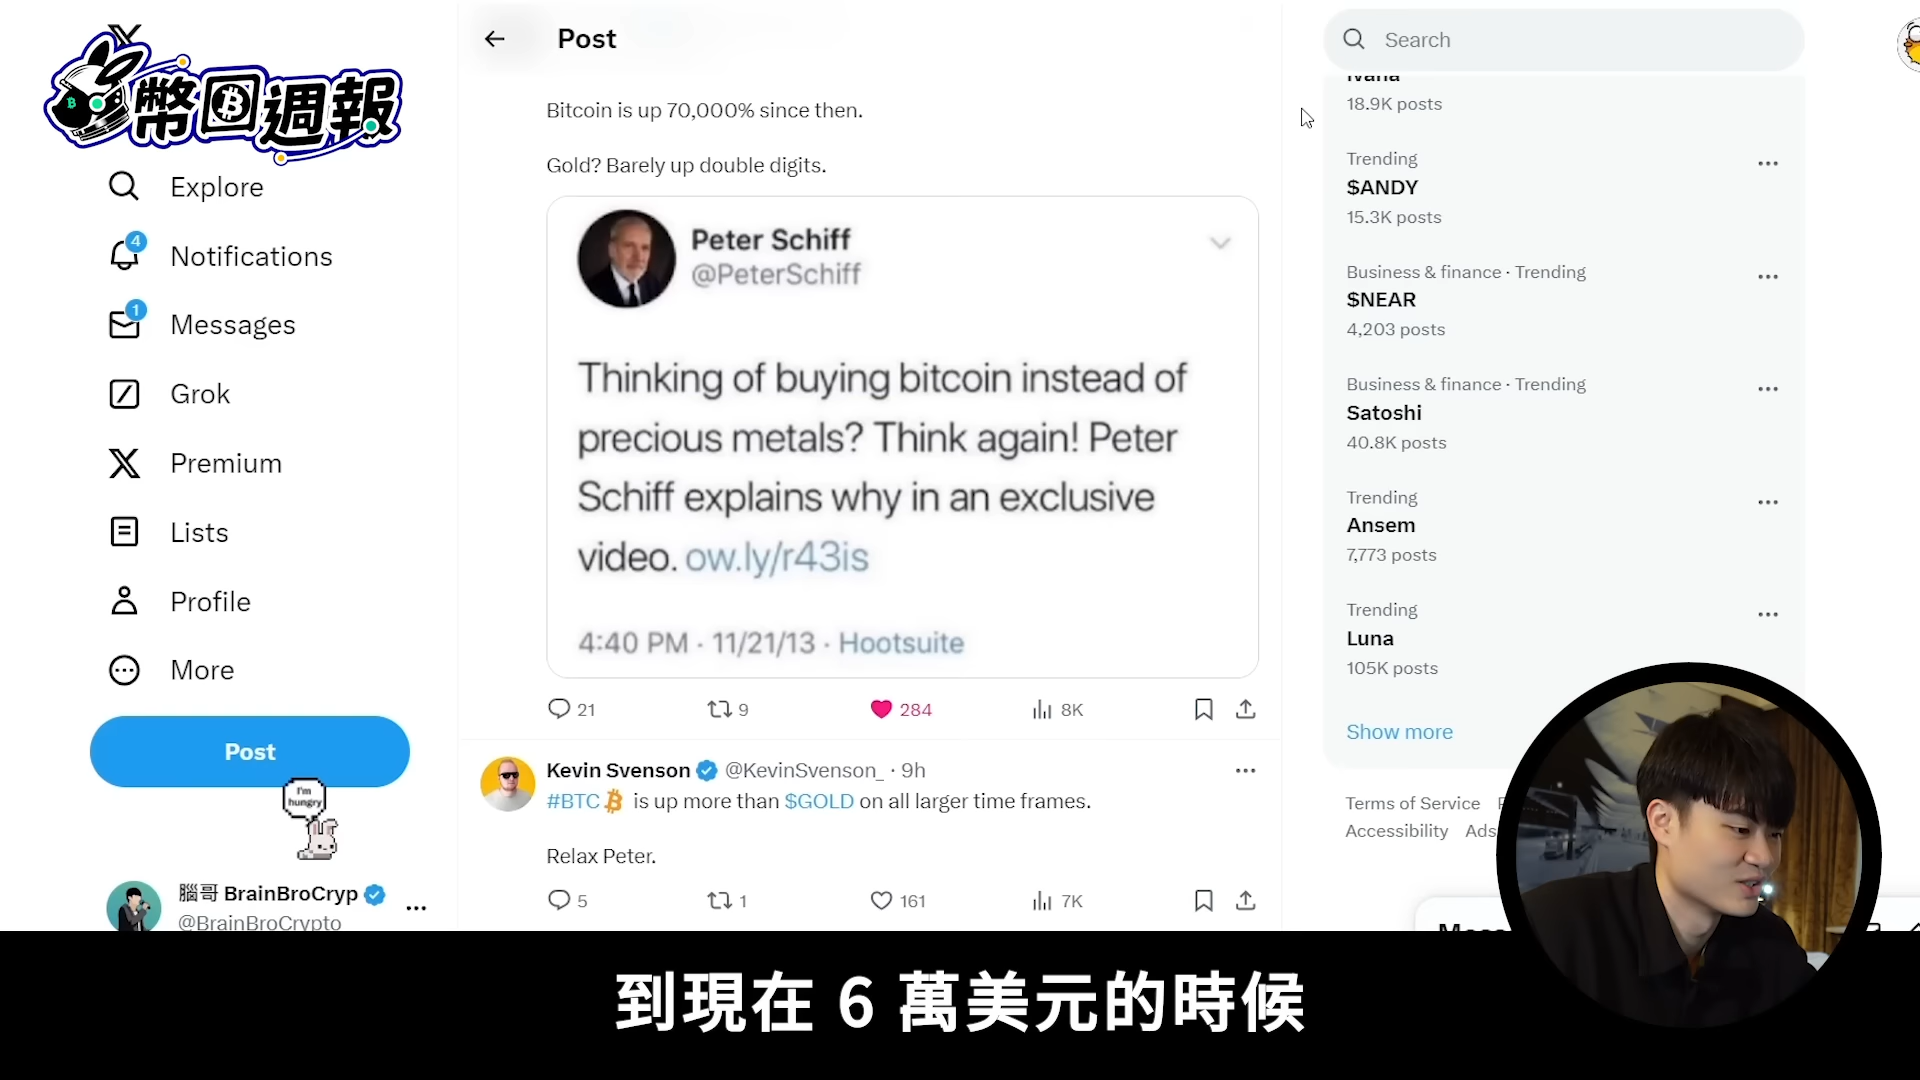 幣回週報
Explore
4
Notifications
1
Messages
Grok
Premium
Lists
Profile
More
Post
I'm
hungry
腦哥 BrainBroCryp
@BrainBroCrypto
Post
Bitcoin is up 70,000% since then.
Gold? Barely up double digits.
Peter Schiff
@PeterSchiff
Thinking of buying bitcoin instead of
precious metals? Think again! Peter
Schiff explains why in an exclusive
video. ow.ly/r43is
4:40 PM · 11/21/13 · Hootsuite
21 9 284 8K
Kevin Svenson @KevinSvenson_ · 9h
#BTC is up more than $GOLD on all larger time frames.
Relax Peter.
5 1 161 7K
Search
Ivana
18.9K posts
Trending
$ANDY
15.3K posts
Business & finance · Trending
$NEAR
4,203 posts
Business & finance · Trending
Satoshi
40.8K posts
Trending
Ansem
7,773 posts
Trending
Luna
105K posts
Show more
Terms of Service
Accessibility Ads
到現在 6 萬美元的時候